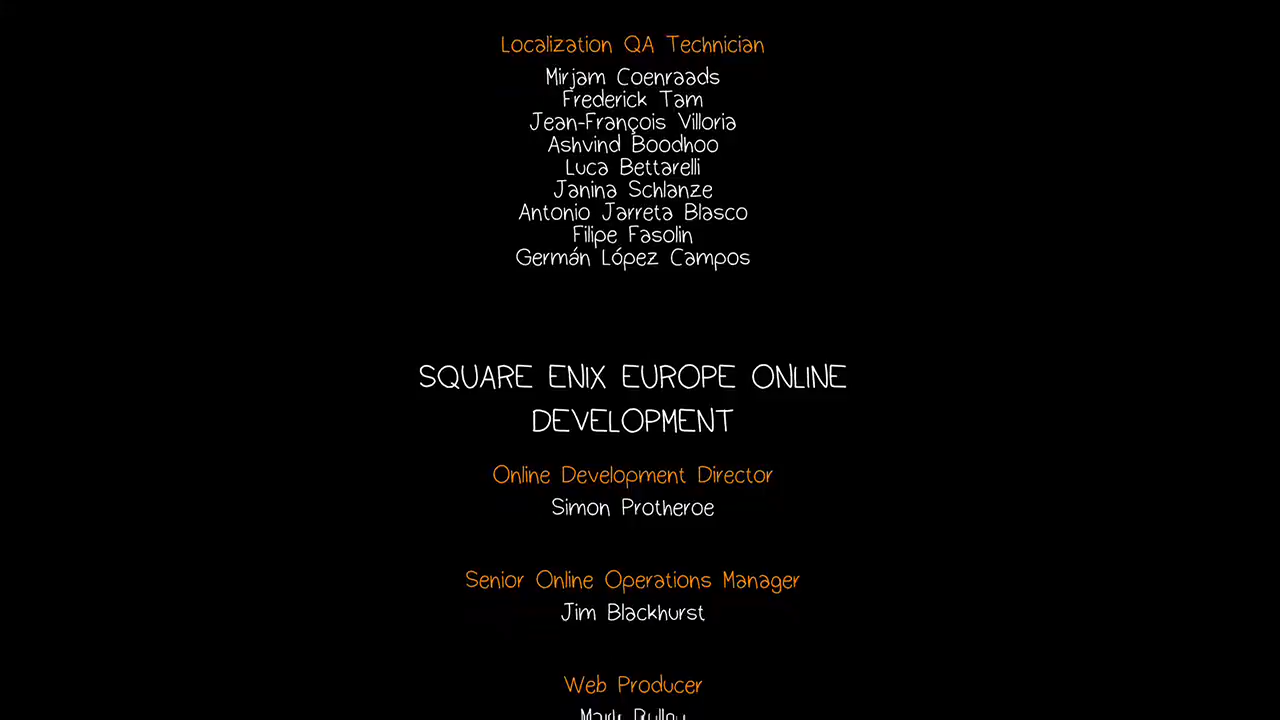 Localization QA Technician
Mirjam Coenraads
Frederick Tam
Jean-François Villoria
Ashvind Boodhoo
Luca Bettarelli
Janina Schlanze
Antonio Jarreta Blasco
Filipe Fasolin
Germán López Campos
SQUARE ENIX EUROPE ONLINE
DEVELOPMENT
Online Development Director
Simon Protheroe
Senior Online Operations Manager
Jim Blackhurst
Web Producer
Mark